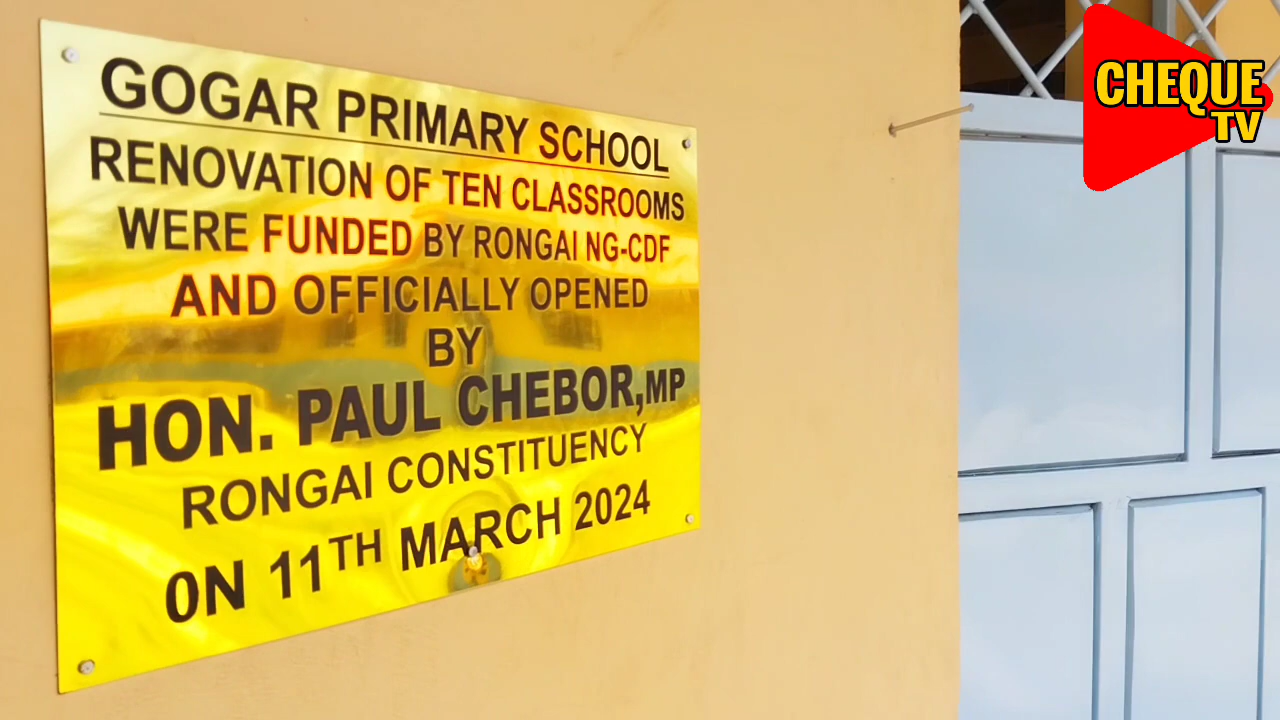 GOGAR PRIMARY SCHOOL
RENOVATION OF TEN CLASSROOMS
WERE FUNDED BY RONGAI NG-CDF
AND OFFICIALLY OPENED
BY
HON. PAUL CHEBOR,MP
RONGAI CONSTITUENCY
0N 11TH MARCH 2024
CHEQUE
TV